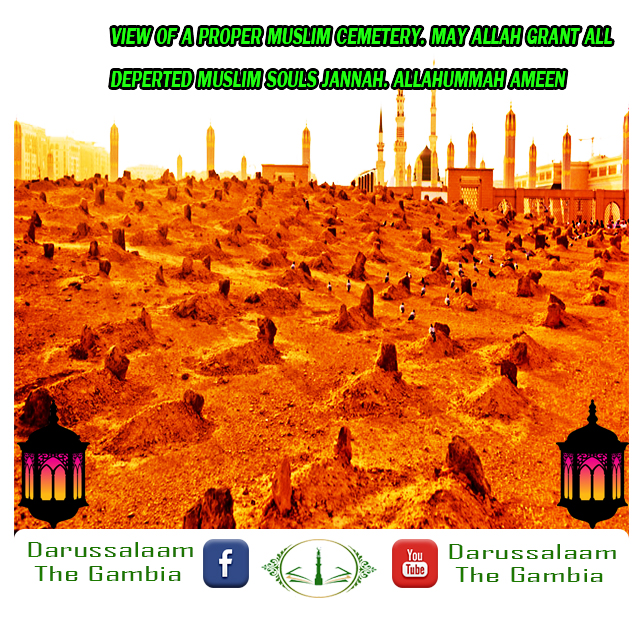 VIEW OF A PROPER MUSLIM CEMETERY. MAY ALLAH GRANT ALL
DEPERTED MUSLIM SOULS JANNAH. ALLAHUMMAH AMEEN
Darussalaam
The Gambia
f
You
Tube
Darussalaam
The Gambia